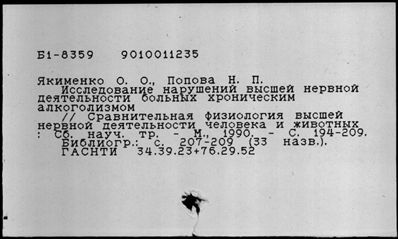 Б1-8359 9010011235
Якименко О. О., Попова Н. П.
Исследование нарушений высшей нервной
деятельности больных хроническим
алкоголизмом
// Сравнительная физиология высшей
нервной деятельности человека и животных
: Сб. науч. тр. - М., 1990. - С. 194-209.
Библиогр.: с. 207-209 (33 назв.).
ГАСНТИ 34.39.23+76.29.52